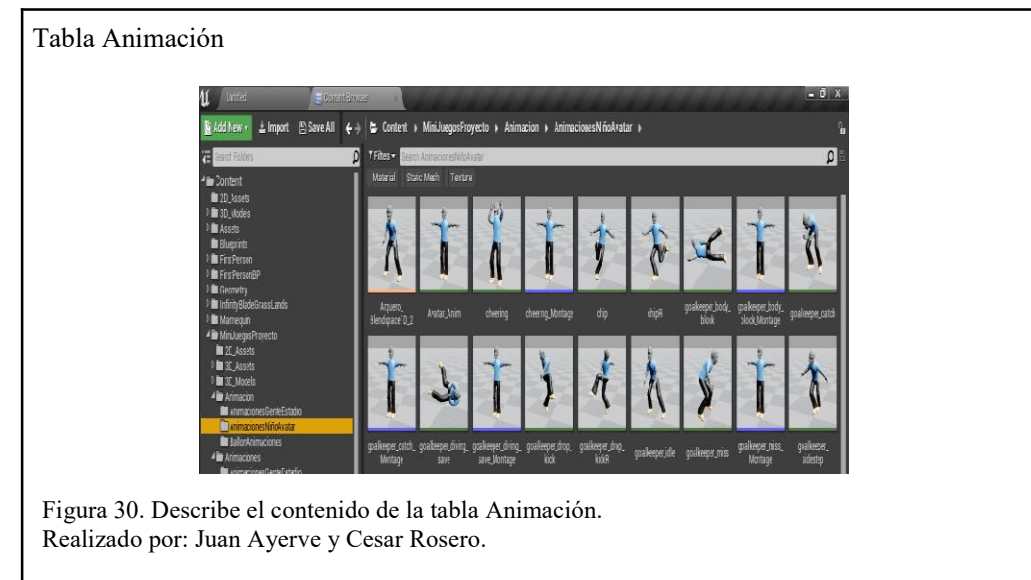 Tabla Animación
Untitled
Content Browser
Add New
Import
Save All
Content
MiniJuegosProyecto
Animacion
AnimacionesNiñoAvatar
Search Folders
Filters
Search AnimacionesNiñoAvatar
Material
Static Mesh
Texture
Content
2D_Assets
3D_Models
Assets
Blueprints
FirstPerson
FirstPersonBP
Geometry
InfinityBladeGrassLands
Mannequin
MiniJuegosProyecto
2D_Assets
3D_Assets
3D_Models
Animacion
AnimacionesGenteEstadio
AnimacionesNiñoAvatar
BallonAnimaciones
Animaciones
AnimacionesGenteEstadio
Arquero_
Blendspace1D_2
Avatar_Anim
cheering
cheering_Montage
chip
chipR
goalkeeper_body_
block
goalkeeper_body_
block_Montage
goalkeeper_catch
goalkeeper_catch_
Montage
goalkeeper_diving_
save
goalkeeper_diving_
save_Montage
goalkeeper_drop_
kick
goalkeeper_drop_
kickR
goalkeeper_idle
goalkeeper_miss
goalkeeper_miss_
Montage
goalkeeper_
sidestep
Figura 30. Describe el contenido de la tabla Animación.
Realizado por: Juan Ayerve y Cesar Rosero.